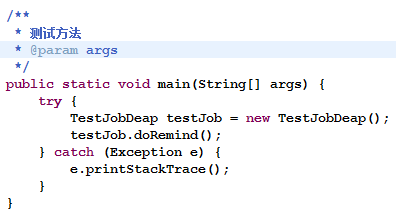 /**
 * 测试方法
 * @param args
 */
public static void main(String[] args) {
    try {
        TestJobDeap testJob = new TestJobDeap();
        testJob.doRemind();
    } catch (Exception e) {
        e.printStackTrace();
    }
}